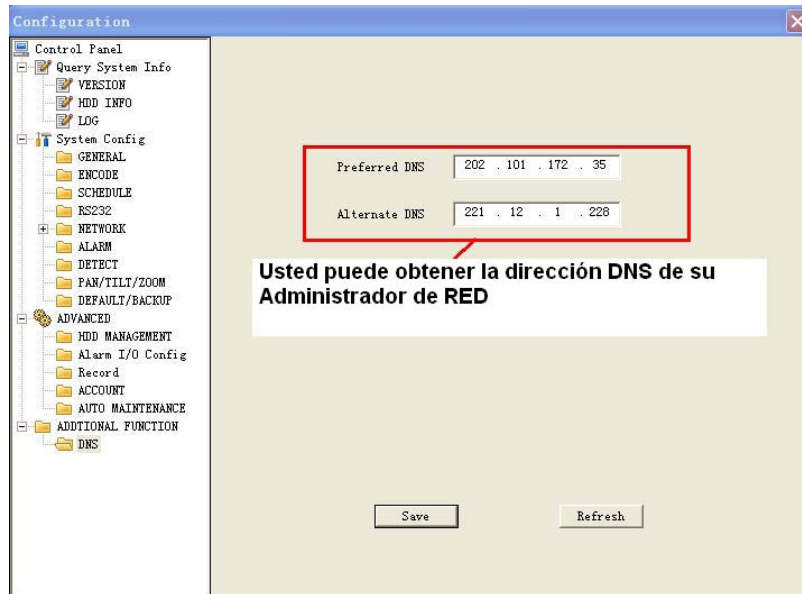 Configuration
Control Panel
Query System Info
VERSION
HDD INFO
LOG
System Config
GENERAL
ENCODE
SCHEDULE
RS232
NETWORK
ALARM
DETECT
PAN/TILT/ZOOM
DEFAULT/BACKUP
ADVANCED
HDD MANAGEMENT
Alarm I/O Config
Record
ACCOUNT
AUTO MAINTENANCE
ADDTIONAL FUNCTION
DNS
Preferred DNS 202 . 101 . 172 . 35
Alternate DNS 221 . 12 . 1 . 228
Usted puede obtener la dirección DNS de su
Administrador de RED
Save Refresh